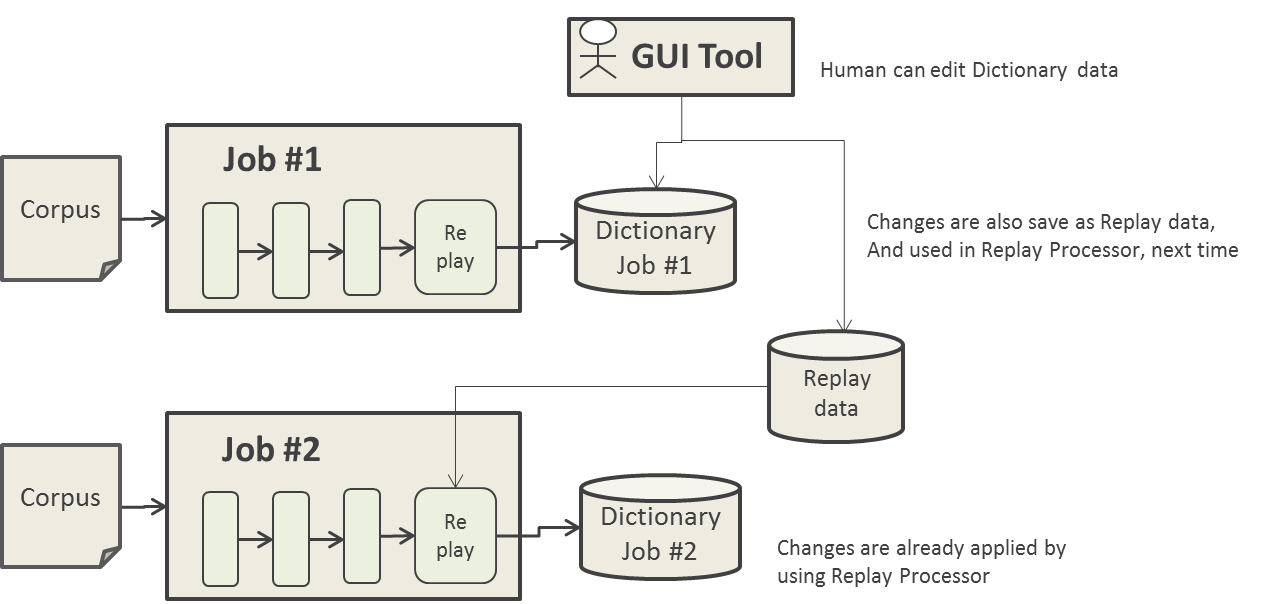 GUI Tool
Human can edit Dictionary data
Job #1
Corpus
Re
play
Dictionary
Job #1
Changes are also save as Replay data,
And used in Replay Processor, next time
Replay
data
Job #2
Corpus
Re
play
Dictionary
Job #2
Changes are already applied by
using Replay Processor